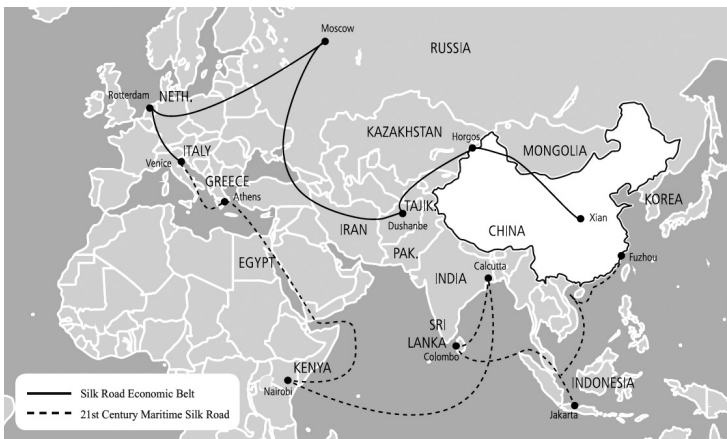 Moscow
RUSSIA
Rotterdam
NETH.
KAZAKHSTAN
Horgos
MONGOLIA
ITALY
Venice
GREECE
Athens
KOREA
TAJIK.
Dushanbe
Xian
IRAN
CHINA
PAK.
Fuzhou
EGYPT
INDIA
Calcutta
SRI
LANKA
Colombo
KENYA
Nairobi
INDONESIA
Jakarta
Silk Road Economic Belt
21st Century Maritime Silk Road